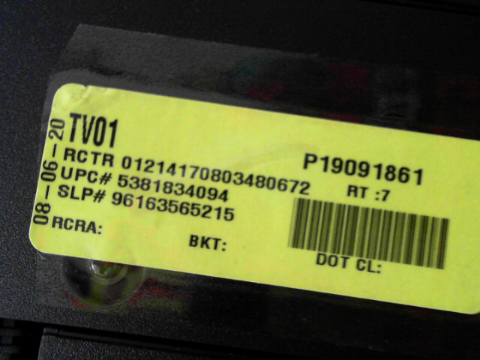 08-06-20
TV01
P19091861
RCTR 01214170803480672
RT :7
UPC# 5381834094
SLP# 96163565215
RCRA:
BKT:
DOT CL: